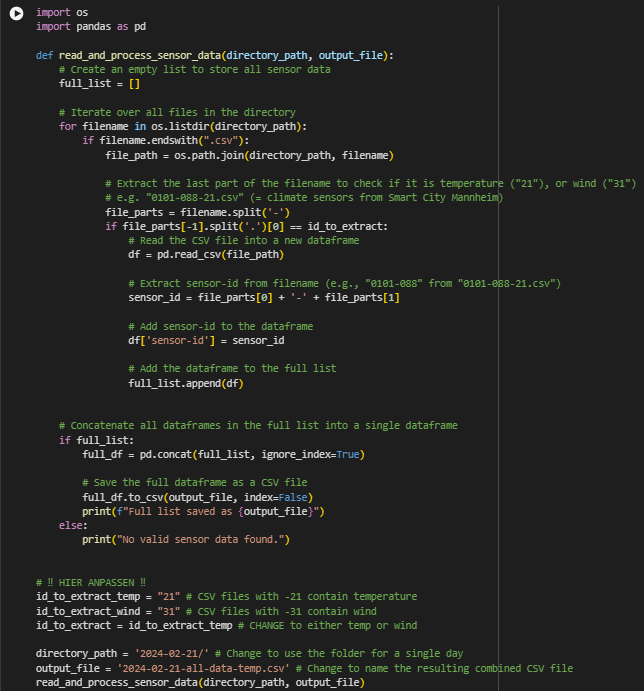 import os
import pandas as pd
def read_and_process_sensor_data(directory_path, output_file):
    # Create an empty list to store all sensor data
    full_list = []
    # Iterate over all files in the directory
    for filename in os.listdir(directory_path):
        if filename.endswith(".csv"):
            file_path = os.path.join(directory_path, filename)
            # Extract the last part of the filename to check if it is temperature ("21"), or wind ("31")
            # e.g. "0101-088-21.csv" (= climate sensors from Smart City Mannheim)
            file_parts = filename.split('-')
            if file_parts[-1].split('.')[0] == id_to_extract:
                # Read the CSV file into a new dataframe
                df = pd.read_csv(file_path)
                # Extract sensor-id from filename (e.g., "0101-088" from "0101-088-21.csv")
                sensor_id = file_parts[0] + '-' + file_parts[1]
                # Add sensor-id to the dataframe
                df['sensor-id'] = sensor_id
                # Add the dataframe to the full list
                full_list.append(df)
    # Concatenate all dataframes in the full list into a single dataframe
    if full_list:
        full_df = pd.concat(full_list, ignore_index=True)
        # Save the full dataframe as a CSV file
        full_df.to_csv(output_file, index=False)
        print(f"Full list saved as {output_file}")
    else:
        print("No valid sensor data found.")
# ‼ HIER ANPASSEN ‼
id_to_extract_temp = "21" # CSV files with -21 contain temperature
id_to_extract_wind = "31" # CSV files with -31 contain wind
id_to_extract = id_to_extract_temp # CHANGE to either temp or wind
directory_path = '2024-02-21/' # Change to use the folder for a single day
output_file = '2024-02-21-all-data-temp.csv' # Change to name the resulting combined CSV file
read_and_process_sensor_data(directory_path, output_file)